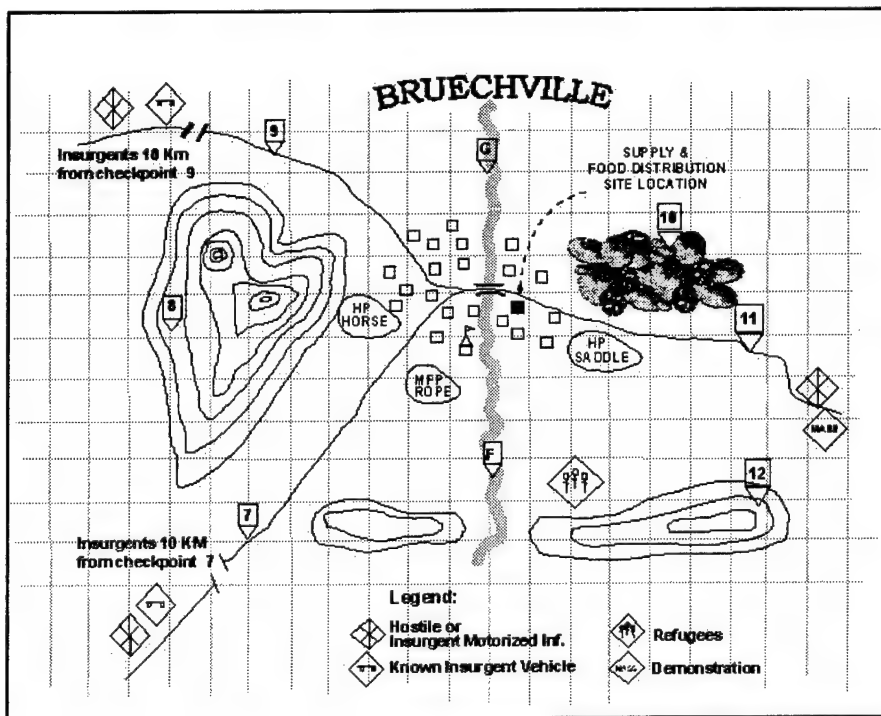 BRUECHVILLE
9
G
Insurgents 10 Km
from checkpoint 9
SUPPLY &
FOOD DISTRIBUTION
SITE LOCATION
10
8
HP
HORSE
11
HP
SADDLE
MFP
ROPE
MASS
F
12
7
Insurgents 10 KM
from checkpoint 7
Legend:
Hostile or
Insurgent Motorized Inf.
Refugees
Known Insurgent Vehicle
MASS
Demonstration